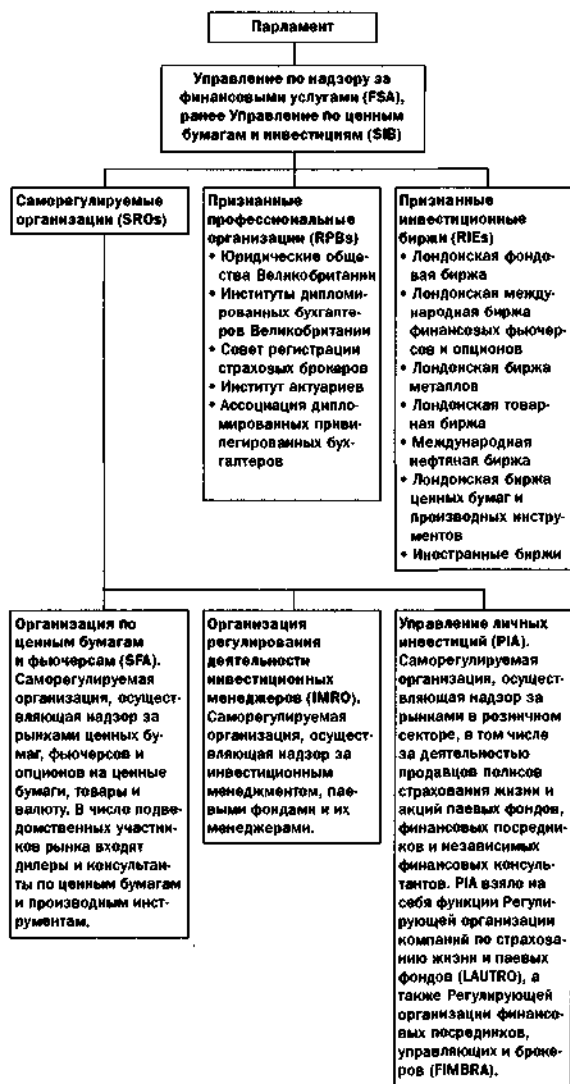 Парламент
Управление по надзору за
финансовыми услугами (FSA),
ранее Управление по ценным
бумагам и инвестициям (SIB)
Саморегулируемые
организации (SROs)
Признанные
профессиональные
организации (RPBs)
• Юридические обще-
ства Великобритании
• Институты дипломи-
рованных бухгалте-
ров Великобритании
• Совет регистрации
страховых брокеров
• Институт актуариев
• Ассоциация дипло-
мированных приви-
легированных бух-
галтеров
Признанные
инвестиционные
биржи (RIEs)
• Лондонская фондо-
вая биржа
• Лондонская между-
народная биржа
финансовых фьючер-
сов и опционов
• Лондонская биржа
металлов
• Лондонская товар-
ная биржа
• Международная
нефтяная биржа
• Лондонская биржа
ценных бумаг и
производных инстру-
ментов
• Иностранные биржи
Организация по
ценным бумагам
и фьючерсам (SFA).
Саморегулируемая
организация, осущест-
вляющая надзор за
рынками ценных бу-
маг, фьючерсов и
опционов на ценные
бумаги, товары и
валюту. В число подве-
домственных участни-
ков рынка входят
дилеры и консультан-
ты по ценным бумагам
и производным инст-
рументам.
Организация
регулирования
деятельности
инвестиционных
менеджеров (IMRO).
Саморегулируемая
организация, осущест-
вляющая надзор за
инвестиционным
менеджментом, пае-
выми фондами и их
менеджерами.
Управление личных
инвестиций (PIA).
Саморегулируемая
организация, осущест-
вляющая надзор за
рынками в розничном
секторе, в том числе
за деятельностью
продавцов полисов
страхования жизни и
акций паевых фондов,
финансовых посредни-
ков и независимых
финансовых консуль-
тантов. PIA взяло на
себя функции Регули-
рующей организации
компаний по страхова-
нию жизни и паевых
фондов (LAUTRO), а
также Регулирующей
организации финансо-
вых посредников,
управляющих и броке-
ров (FIMBRA).